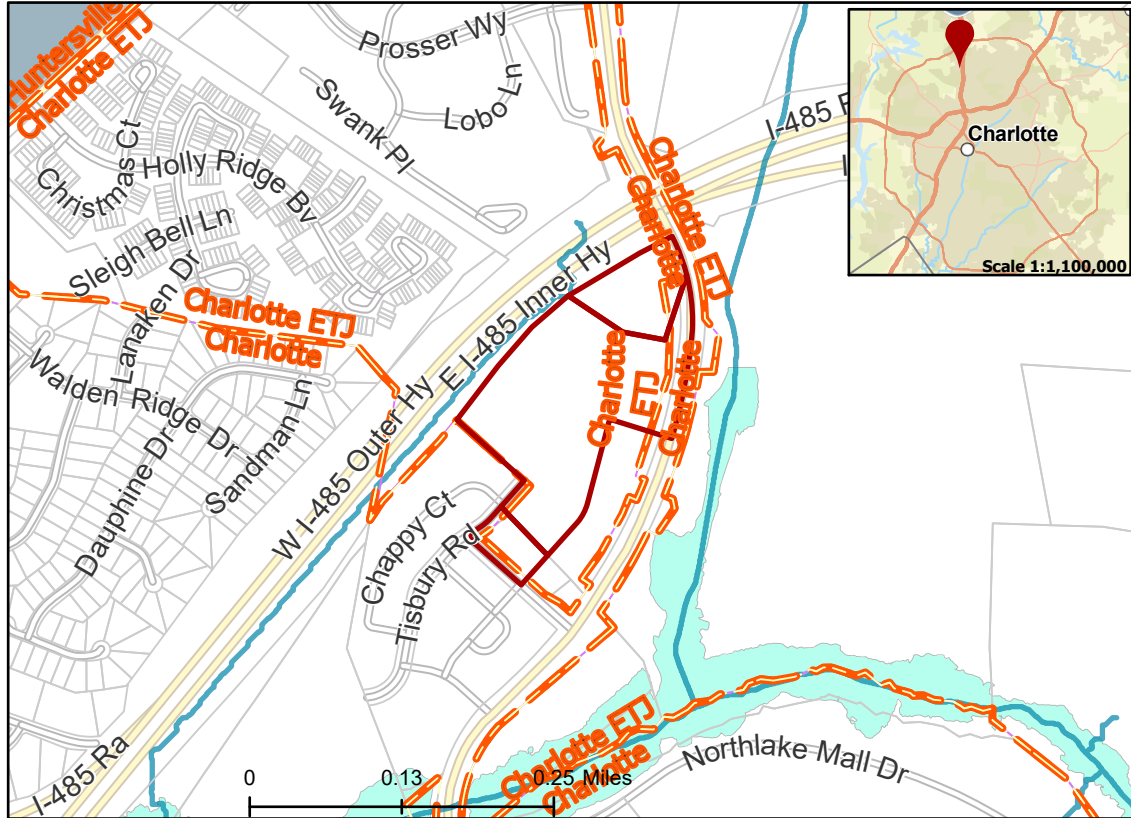 Huntersville
Charlotte ETJ
Prosser Wy
Lobo Ln
Swank Pl
Christmas Ct
Holly Ridge Bv
Sleigh Bell Ln
Lanaken Dr
Charlotte ETJ
Charlotte
Walden Ridge Dr
Sandman Ln
Dauphine Dr
W I-485 Outer Hy
E I-485 Inner Hy
I-485
Charlotte ETJ
Charlotte
Charlotte
ETJ
Charlotte
Chappy Ct
Tisbury Rd
I-485 Ra
Charlotte ETJ
Charlotte
Northlake Mall Dr
0 0.13 0.25 Miles
Charlotte
Scale 1:1,100,000